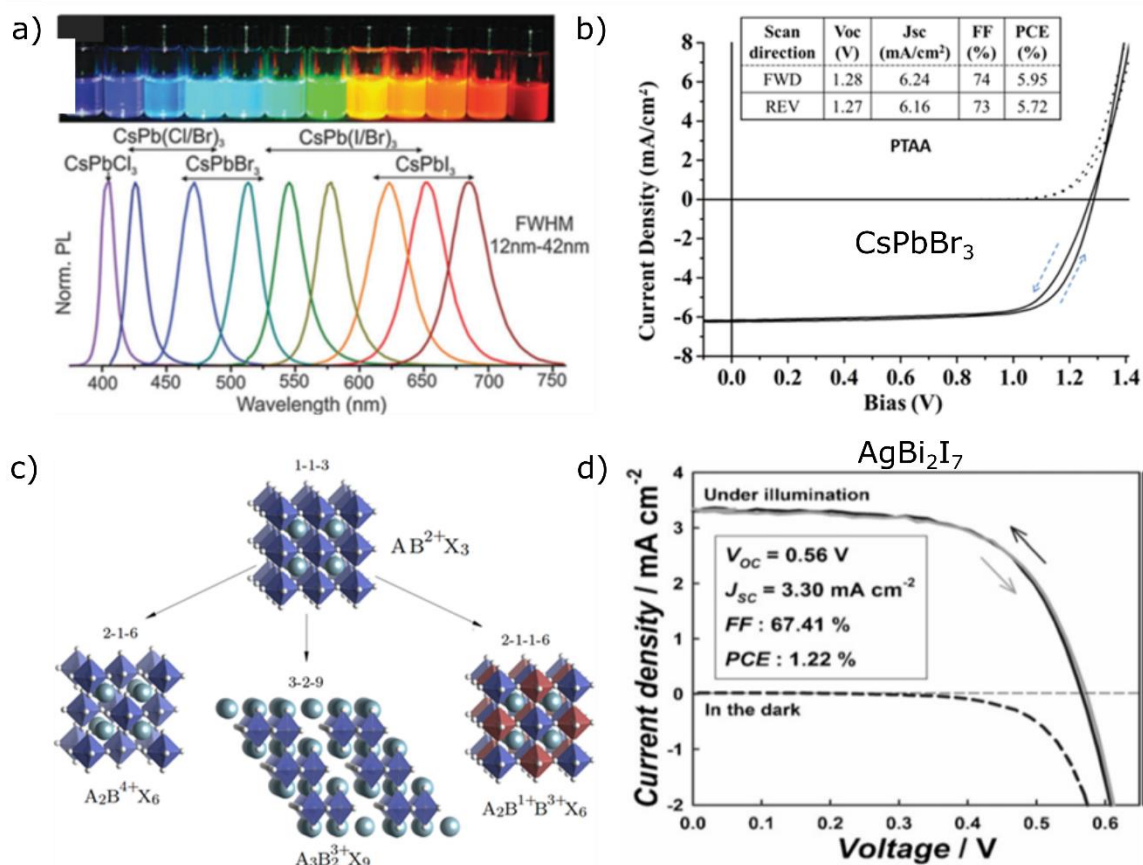 a)
CsPb(Cl/Br)₃
CsPb(I/Br)₃
CsPbCl₃
CsPbBr₃
CsPbI₃
FWHM
12nm-42nm
Norm. PL
400 450 500 550 600 650 700 750
Wavelength (nm)
b)
Scan direction Voc (V) Jsc (mA/cm²) FF (%) PCE (%)
FWD 1.28 6.24 74 5.95
REV 1.27 6.16 73 5.72
PTAA
CsPbBr₃
Current Density (mA/cm²)
8
6
4
2
0
-2
-4
-6
-8
0.0 0.2 0.4 0.6 0.8 1.0 1.2 1.4
Bias (V)
c)
1-1-3
AB²⁺X₃
2-1-6
A₂B⁴⁺X₆
3-2-9
A₃B₂³⁺X₉
2-1-1-6
A₂B¹⁺B³⁺X₆
d)
AgBi₂I₇
Under illumination
V_OC = 0.56 V
J_SC = 3.30 mA cm⁻²
FF : 67.41 %
PCE : 1.22 %
In the dark
Current density / mA cm⁻²
4
3
2
1
0
-1
-2
0.0 0.1 0.2 0.3 0.4 0.5 0.6
Voltage / V